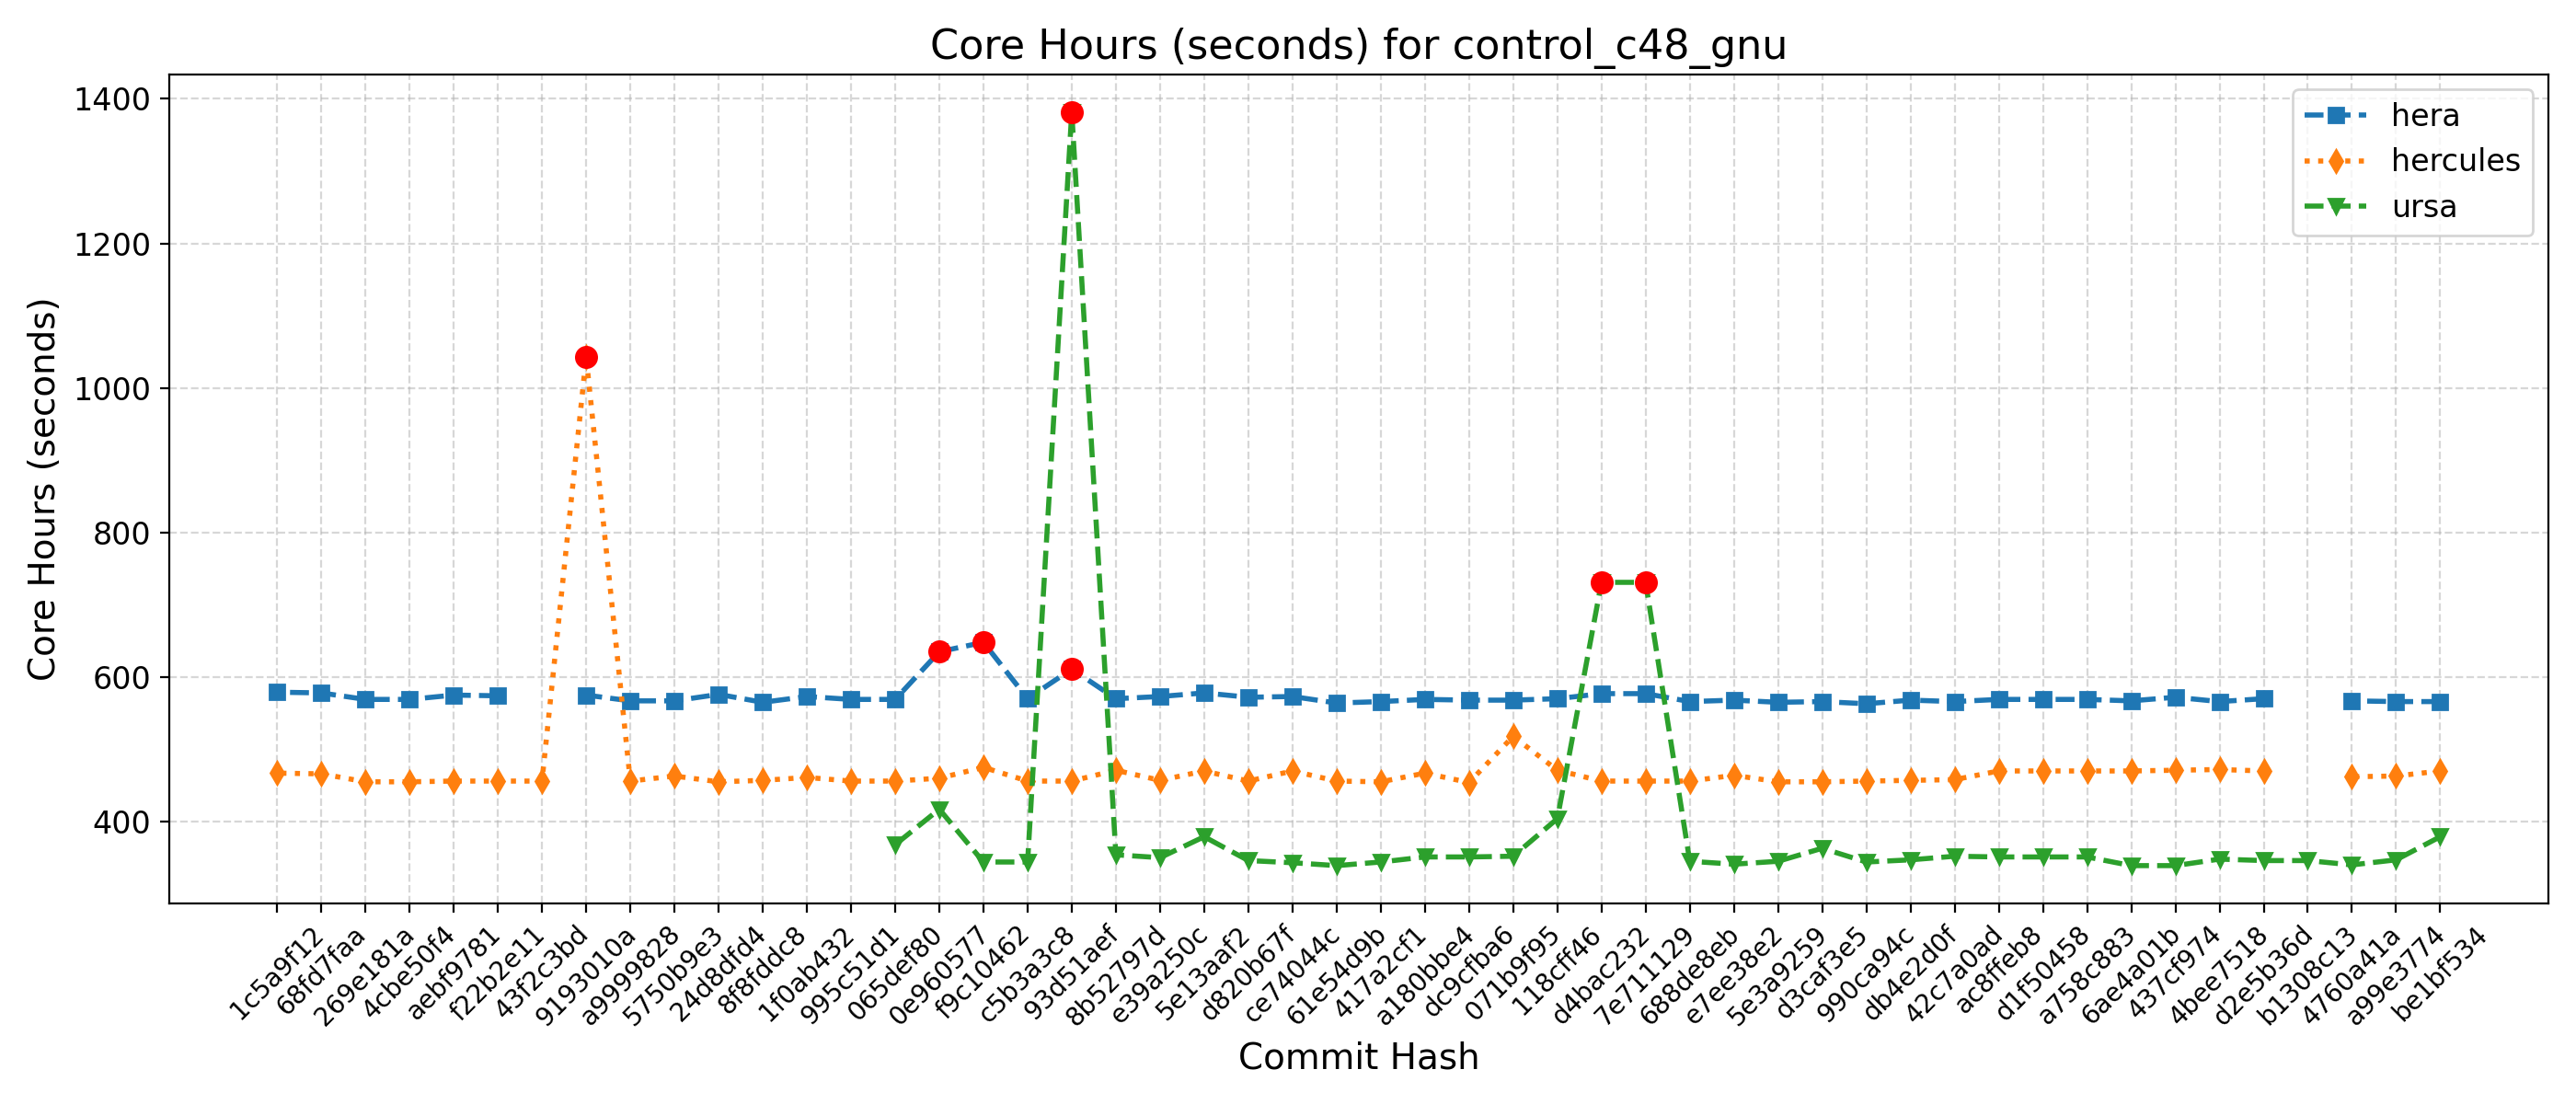 Core Hours (seconds) for control_c48_gnu
1400
1200
1000
800
600
400
Core Hours (seconds)
hera
hercules
ursa
1c5a9f12
68fd7faa
269e181a
4cbe50f4
aebf9781
f22b2e11
43f2c3bd
9193010a
a9999828
5750b9e3
24d8dfd4
8f8fddc8
1f0ab432
995c51d1
065def80
0e960577
f9c10462
c5b3a3c8
93d51aef
8b52797d
e39a250c
5e13aaf2
d820b67f
ce74044c
61e54d9b
417a2cf1
a180bbe4
dc9cfba6
071b9f95
118cff46
d4bac232
7e711129
688de8eb
e7ee38e2
5e3a9259
d3caf3e5
990ca94c
db4e2d0f
42c7a0ad
ac8ffeb8
d1f50458
a758c883
6ae4a01b
437cf974
4bee7518
d2e5b36d
b1308c13
4760a41a
a99e3774
be1bf534
Commit Hash